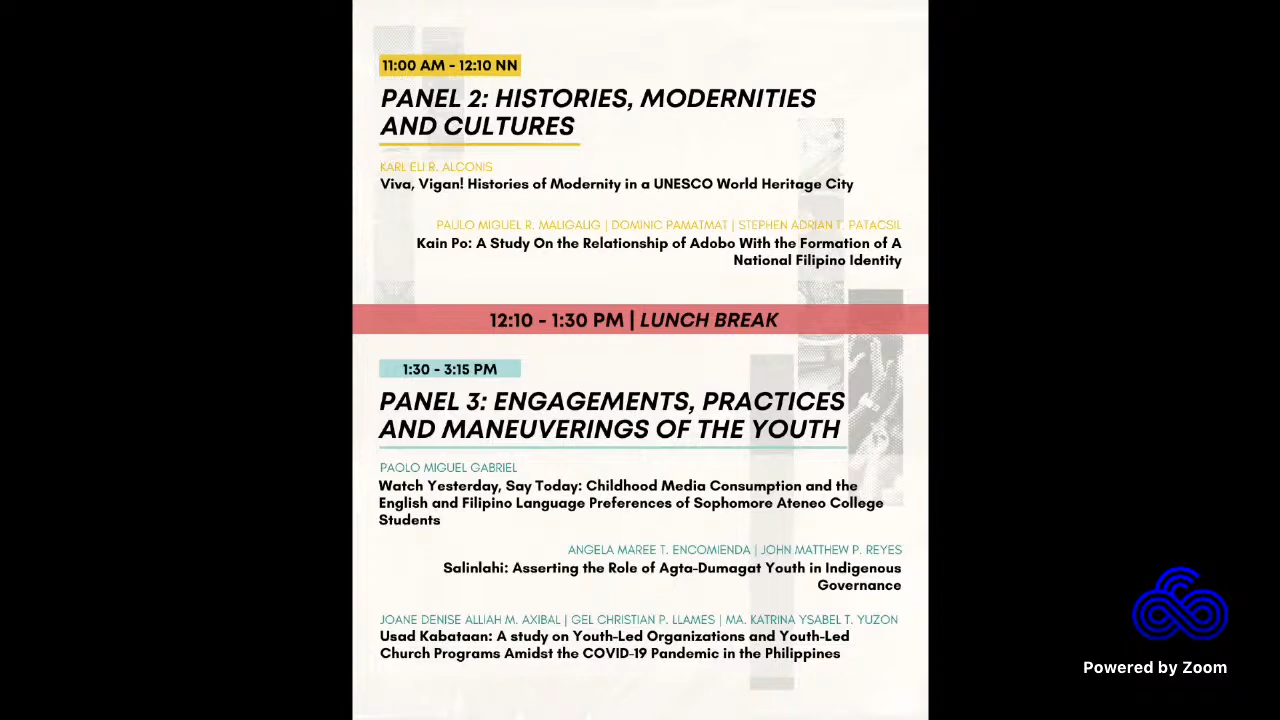 11:00 AM - 12:10 NN
PANEL 2: HISTORIES, MODERNITIES
AND CULTURES
KARL ELI R. ALCONIS
Viva, Vigan! Histories of Modernity in a UNESCO World Heritage City
PAULO MIGUEL R. MALIGALIG | DOMINIC PAMATMAT | STEPHEN ADRIAN T. PATACSIL
Kain Po: A Study On the Relationship of Adobo With the Formation of A
National Filipino Identity
12:10 - 1:30 PM | LUNCH BREAK
1:30 - 3:15 PM
PANEL 3: ENGAGEMENTS, PRACTICES
AND MANEUVERINGS OF THE YOUTH
PAOLO MIGUEL GABRIEL
Watch Yesterday, Say Today: Childhood Media Consumption and the
English and Filipino Language Preferences of Sophomore Ateneo College
Students
ANGELA MAREE T. ENCOMIENDA | JOHN MATTHEW P. REYES
Salinlahi: Asserting the Role of Agta-Dumagat Youth in Indigenous
Governance
JOANE DENISE ALLIAH M. AXIBAL | GEL CHRISTIAN P. LLAMES | MA. KATRINA YSABEL T. YUZON
Usad Kabataan: A study on Youth-Led Organizations and Youth-Led
Church Programs Amidst the COVID-19 Pandemic in the Philippines
Powered by Zoom